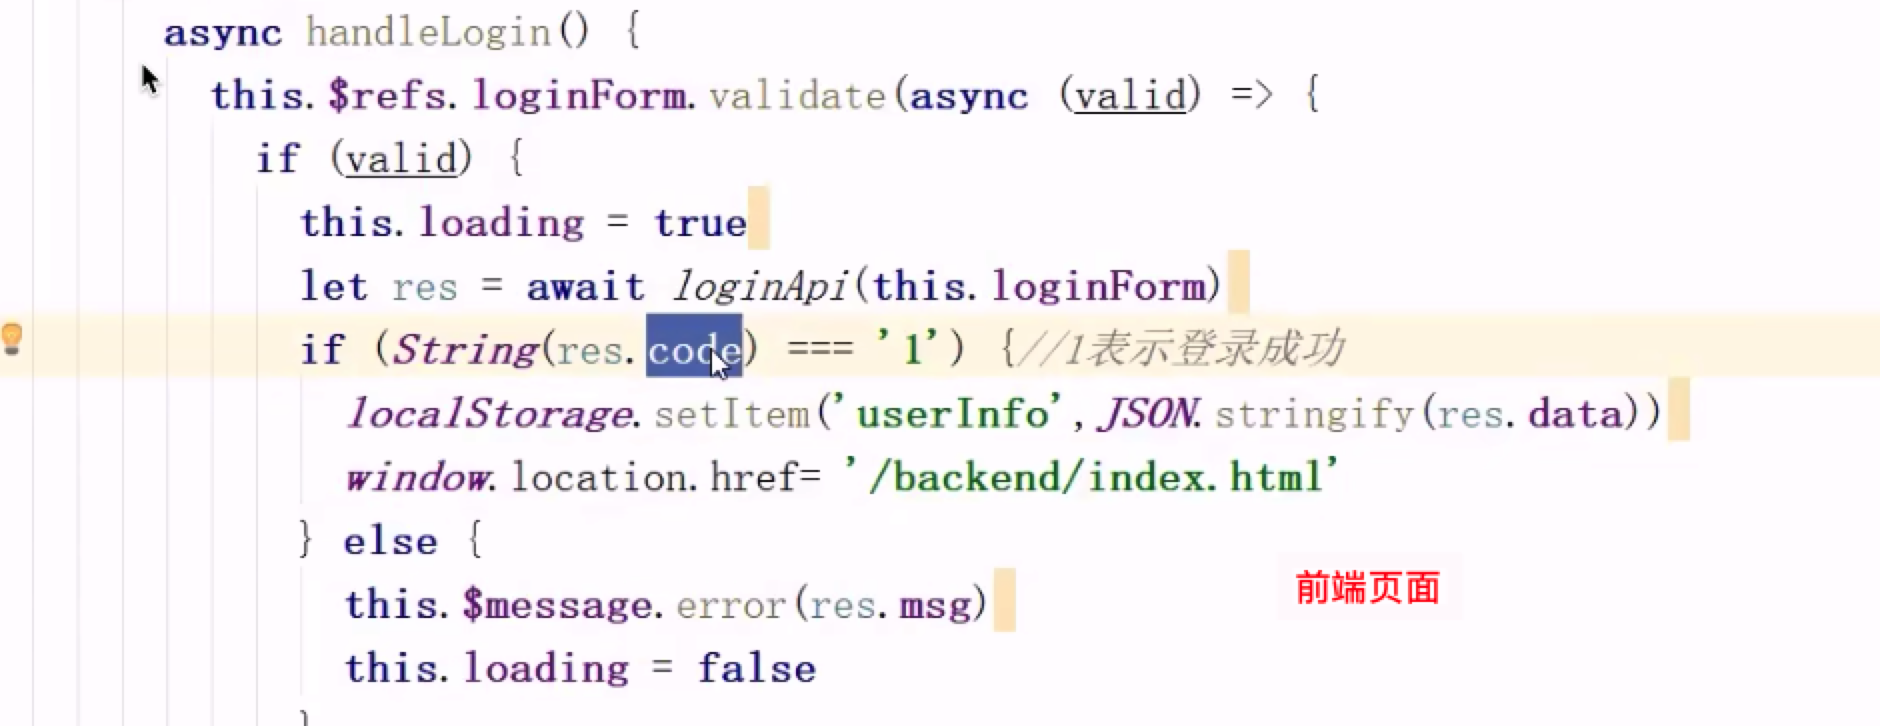 async handleLogin() {
this.$refs.loginForm.validate(async (valid) => {
if (valid) {
this.loading = true
let res = await loginApi(this.loginForm)
if (String(res.code) === '1') {//1表示登录成功
localStorage.setItem('userInfo',JSON.stringify(res.data))
window.location.href= '/backend/index.html'
} else {
前端页面
this.$message.error(res.msg)
this.loading = false
}